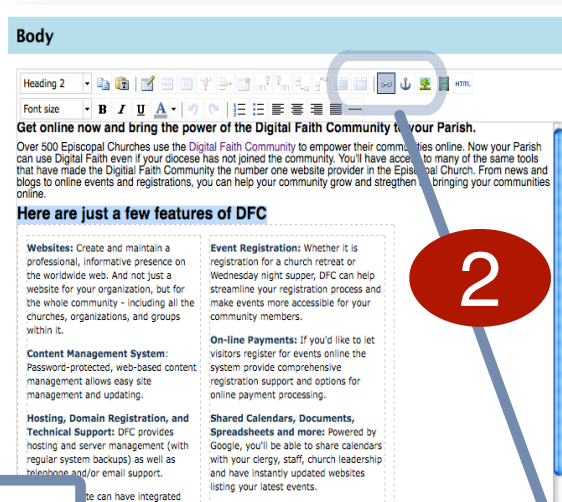 Body
Heading 2
HTML
Font size
B I U A
Get online now and bring the power of the Digital Faith Community to your Parish.
Over 500 Episcopal Churches use the Digital Faith Community to empower their communities online. Now your Parish
can use Digital Faith even if your diocese has not joined the community. You'll have access to many of the same tools
that have made the Digitial Faith Community the number one website provider in the Episcopal Church. From news and
blogs to online events and registrations, you can help your community grow and stregthen by bringing your communities
online.
Here are just a few features of DFC
Websites: Create and maintain a
professional, informative presence on
the worldwide web. And not just a
website for your organization, but for
the whole community - including all the
churches, organizations, and groups
within it.
Content Management System:
Password-protected, web-based content
management allows easy site
management and updating.
Hosting, Domain Registration, and
Technical Support: DFC provides
hosting and server management (with
regular system backups) as well as
telephone and/or email support.
te can have integrated
Event Registration: Whether it is
registration for a church retreat or
Wednesday night supper, DFC can help
streamline your registration process and
make events more accessible for your
community members.
On-line Payments: If you'd like to let
visitors register for events online the
system provide comprehensive
registration support and options for
online payment processing.
Shared Calendars, Documents,
Spreadsheets and more: Powered by
Google, you'll be able to share calendars
with your clergy, staff, church leadership
and have instantly updated websites
listing your latest events.
2